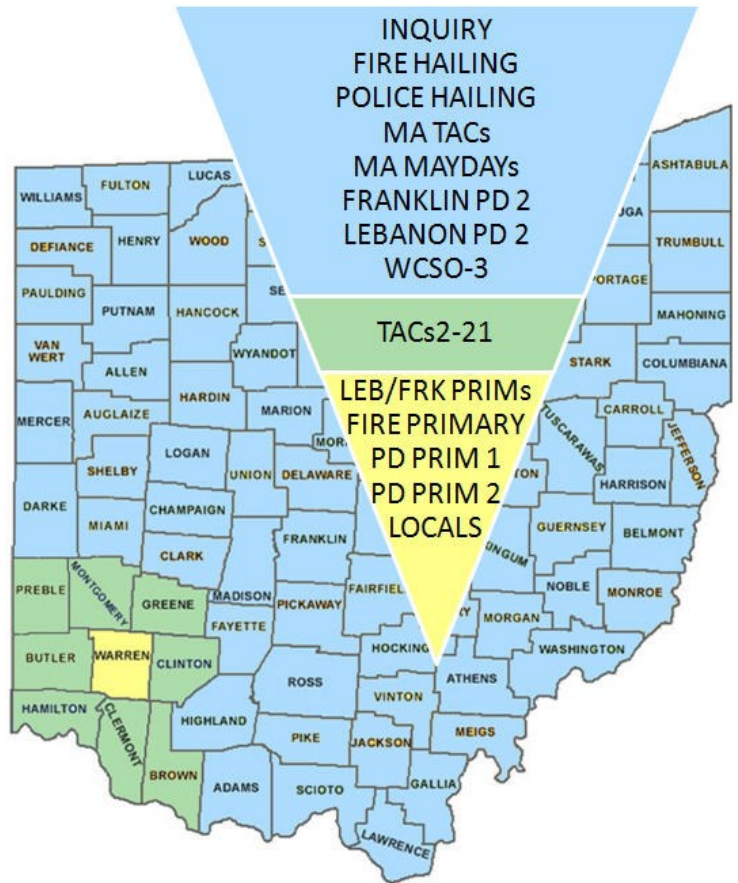 INQUIRY
FIRE HAILING
POLICE HAILING
MA TACs
MA MAYDAYs
FRANKLIN PD 2
LEBANON PD 2
WCSO-3
TACs2-21
LEB/FRK PRIMs
FIRE PRIMARY
PD PRIM 1
PD PRIM 2
LOCALS
WILLIAMS
FULTON
LUCAS
ASHTABULA
DEFIANCE
HENRY
WOOD
TRUMBULL
PAULDING
PUTNAM
HANCOCK
PORTAGE
MAHONING
VAN
WERT
ALLEN
WYANDOT
STARK
COLUMBIANA
MERCER
AUGLAIZE
HARDIN
MARION
TUSCARAWAS
CARROLL
JEFFERSON
LOGAN
SHELBY
UNION
DELAWARE
HARRISON
DARKE
MIAMI
CHAMPAIGN
FRANKLIN
GUERNSEY
BELMONT
CLARK
PREBLE
MONTGOMERY
GREENE
MADISON
PICKAWAY
FAIRFIEL
NOBLE
MONROE
FAYETTE
MORGAN
BUTLER
WARREN
CLINTON
HOCKING
WASHINGTON
ROSS
ATHENS
VINTON
HAMILTON
CLERMONT
HIGHLAND
PIKE
JACKSON
MEIGS
BROWN
ADAMS
SCIOTO
GALLIA
LAWRENCE